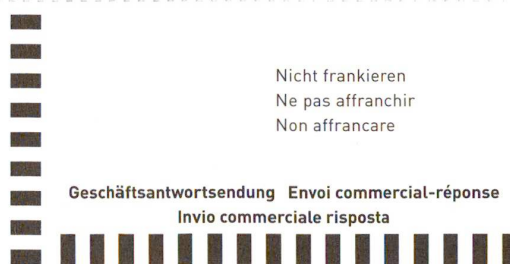 Nicht frankieren
Ne pas affranchir
Non affrancare
Geschäftsantwortsendung Envoi commercial-réponse
Invio commerciale risposta